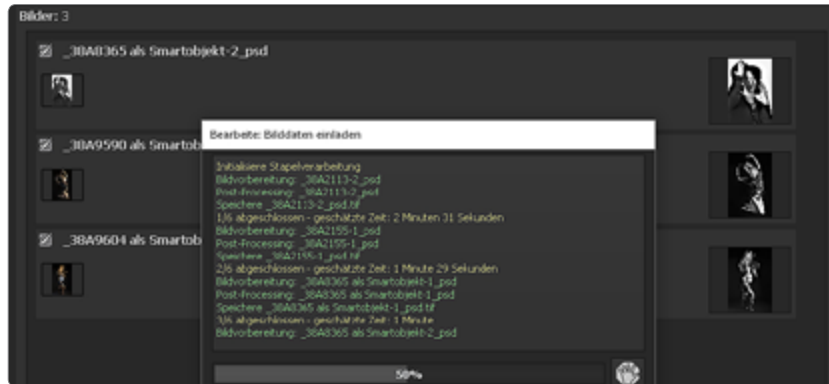 Bilder: 3
_38A8365 als Smartobjekt-2_psd
Bearbeite: Bilddaten einladen
_38A9590 als Smartob
Initialisiere Stapelverarbeitung
Bildvorbereitung: _38A2113-2_psd
Post-Processing: _38A2113-2_psd
Speichere _38A2113-2_psd.tif
1/6 abgeschlossen - geschätzte Zeit: 2 Minuten 31 Sekunden
Bildvorbereitung: _38A2155-1_psd
Post-Processing: _38A2155-1_psd
_38A9604 als Smartob
Speichere _38A2155-1_psd.tif
2/6 abgeschlossen - geschätzte Zeit: 1 Minute 29 Sekunden
Bildvorbereitung: _38A8365 als Smartobjekt-1_psd
Post-Processing: _38A8365 als Smartobjekt-1_psd
Speichere _38A8365 als Smartobjekt-1_psd.tif
3/6 abgeschlossen - geschätzte Zeit: 1 Minute
Bildvorbereitung: _38A8365 als Smartobjekt-2_psd
50%